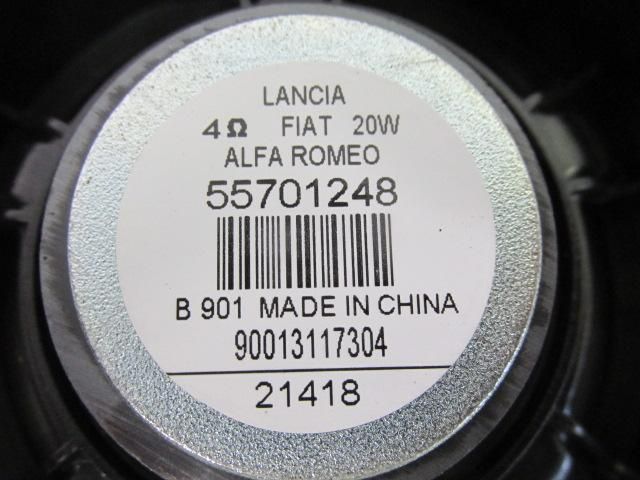 LANCIA
4Ω FIAT 20W
ALFA ROMEO
55701248
B 901 MADE IN CHINA
90013117304
21418